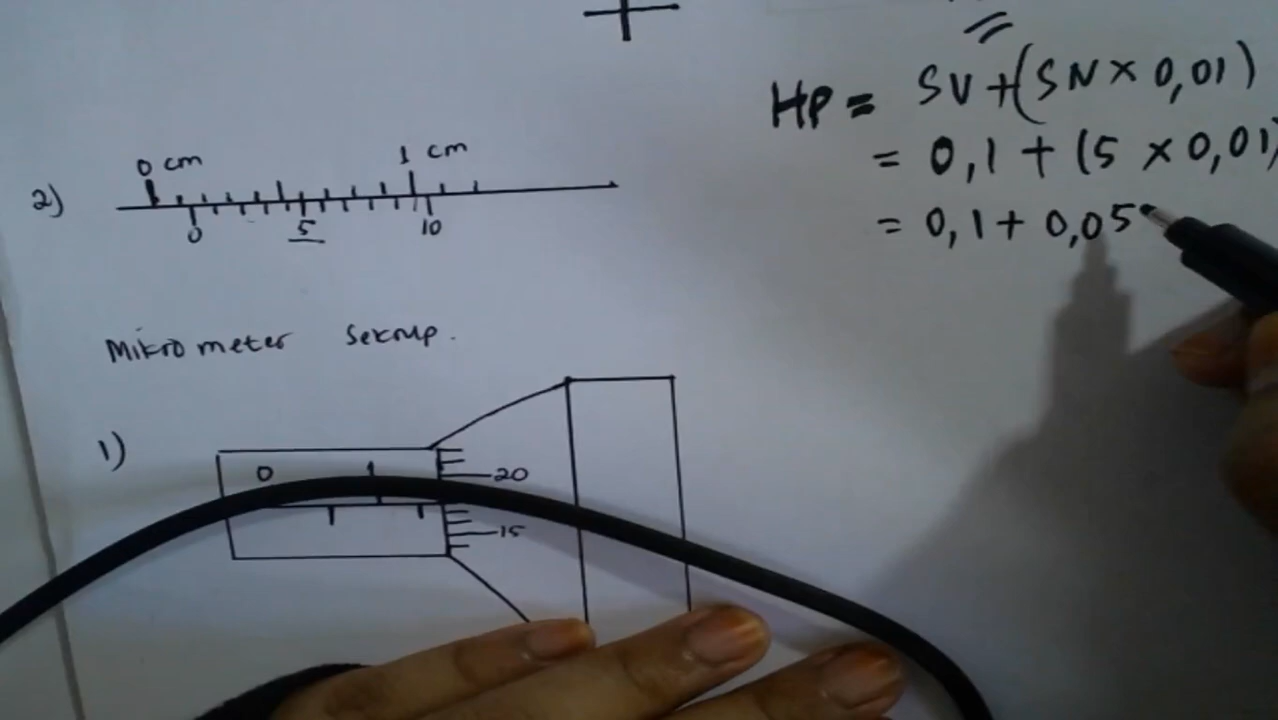 HP = SV + (SN × 0,01)
= 0,1 + (5 × 0,01)
= 0,1 + 0,05
2)
0 cm 1 cm
0 5 10
Mikrometer Sekrup.
1)
0 1 20
15